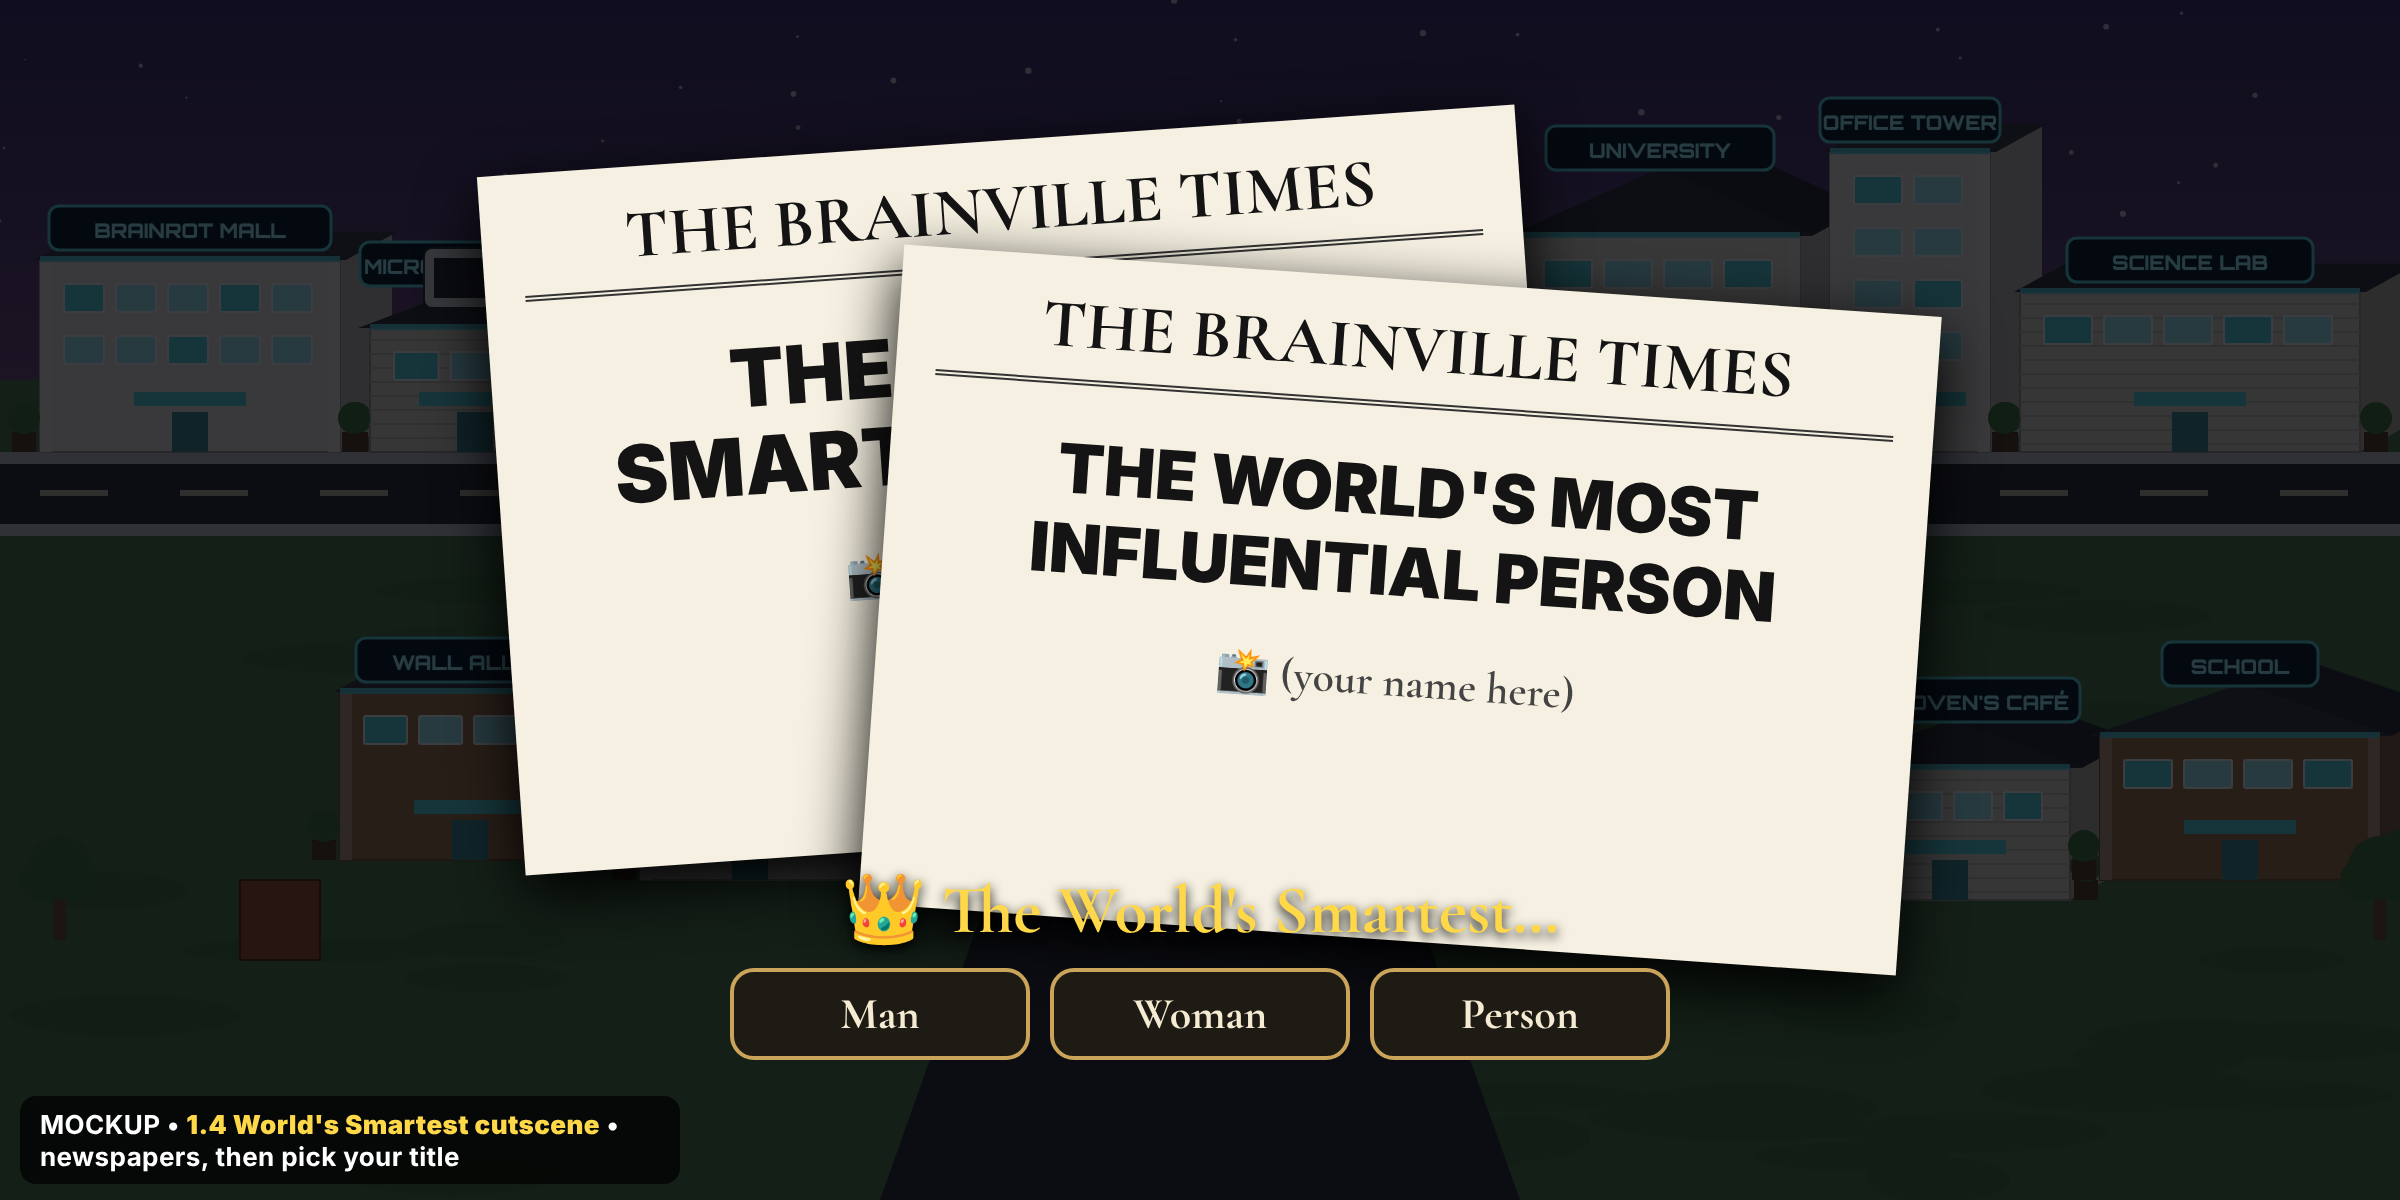 OFFICE TOWER
UNIVERSITY
BRAINROT MALL
SCIENCE LAB
THE BRAINVILLE TIMES
THE
SMART
THE BRAINVILLE TIMES
THE WORLD'S MOST
INFLUENTIAL PERSON
(your name here)
WALL
SCHOOL
CAFÉ
The World's Smartest...
Man
Woman
Person
MOCKUP • 1.4 World's Smartest cutscene •
newspapers, then pick your title